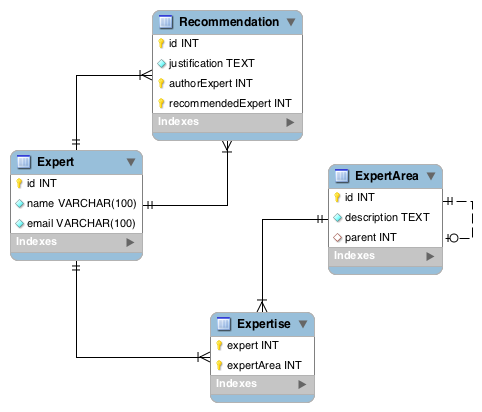 Recommendation
id INT
justification TEXT
authorExpert INT
recommendedExpert INT
Indexes
Expert
id INT
name VARCHAR(100)
email VARCHAR(100)
Indexes
ExpertArea
id INT
description TEXT
parent INT
Indexes
Expertise
expert INT
expertArea INT
Indexes